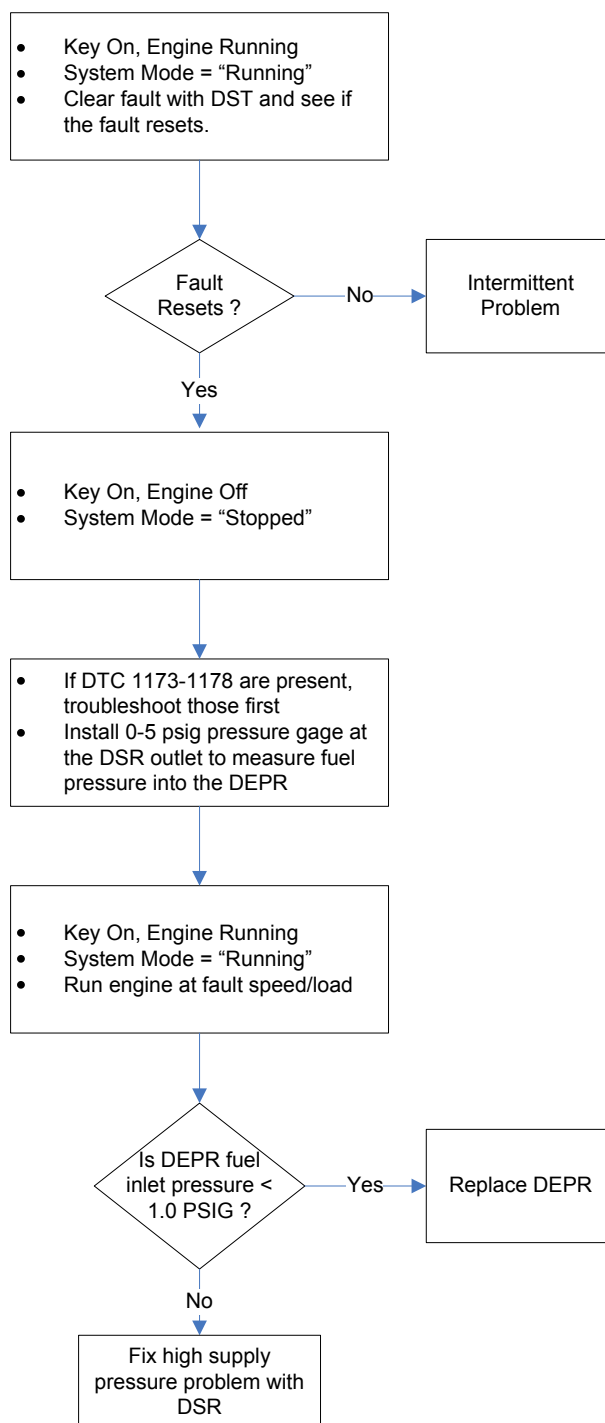 • Key On, Engine Running
• System Mode = “Running”
• Clear fault with DST and see if
the fault resets.
Fault
Resets ?
No
Intermittent
Problem
Yes
• Key On, Engine Off
• System Mode = “Stopped”
• If DTC 1173-1178 are present,
troubleshoot those first
• Install 0-5 psig pressure gage at
the DSR outlet to measure fuel
pressure into the DEPR
• Key On, Engine Running
• System Mode = “Running”
• Run engine at fault speed/load
Is DEPR fuel
inlet pressure <
1.0 PSIG ?
Yes
Replace DEPR
No
Fix high supply
pressure problem with
DSR